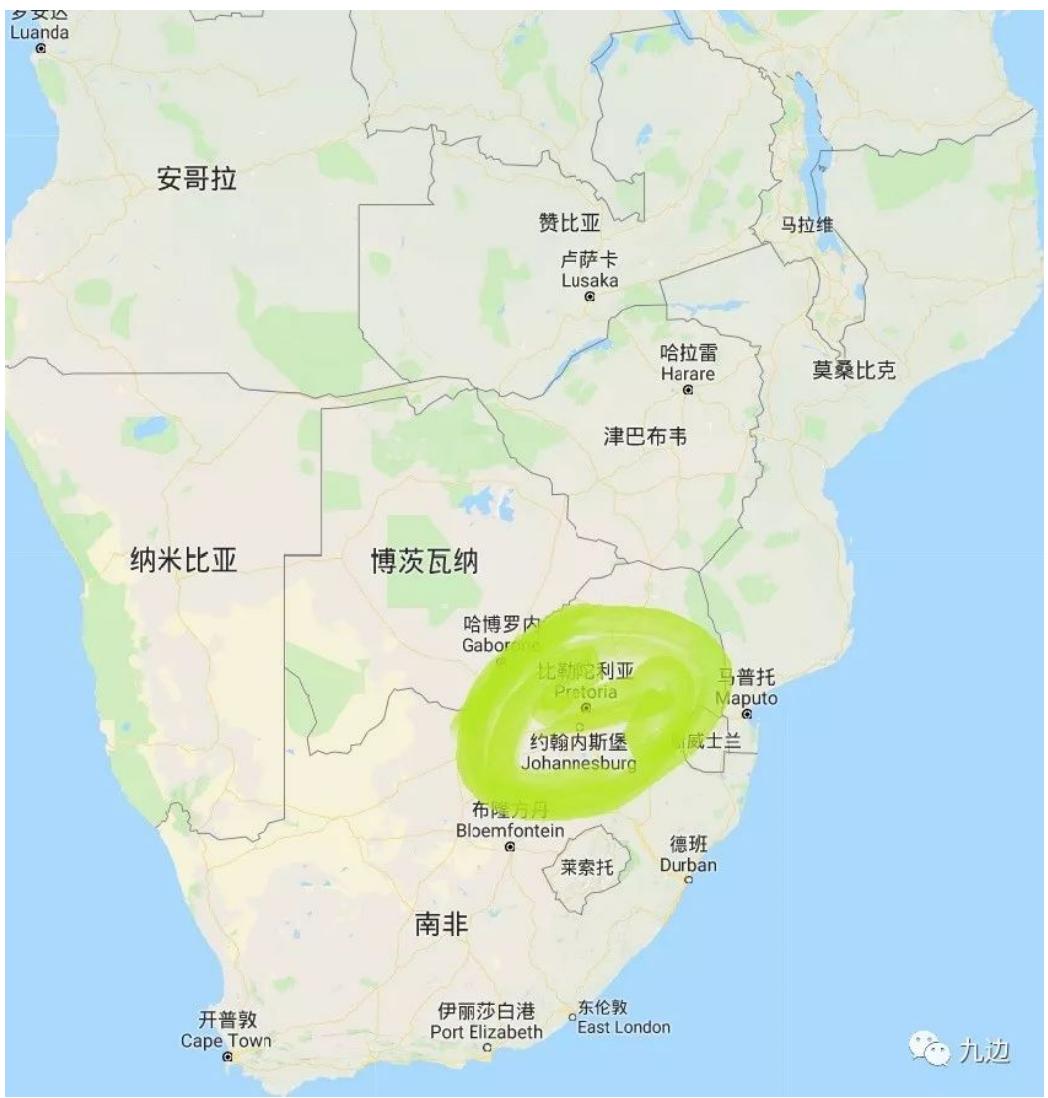 罗安达
Luanda
安哥拉
赞比亚
马拉维
卢萨卡
Lusaka
哈拉雷
Harare
莫桑比克
津巴布韦
纳米比亚
博茨瓦纳
哈博罗内
Gaborone
比勒陀利亚
Pretoria
马普托
Maputo
约翰内斯堡
Johannesburg
威士兰
布隆方丹
Bloemfontein
德班
Durban
莱索托
南非
伊丽莎白港
Port Elizabeth
东伦敦
East London
开普敦
Cape Town
九边